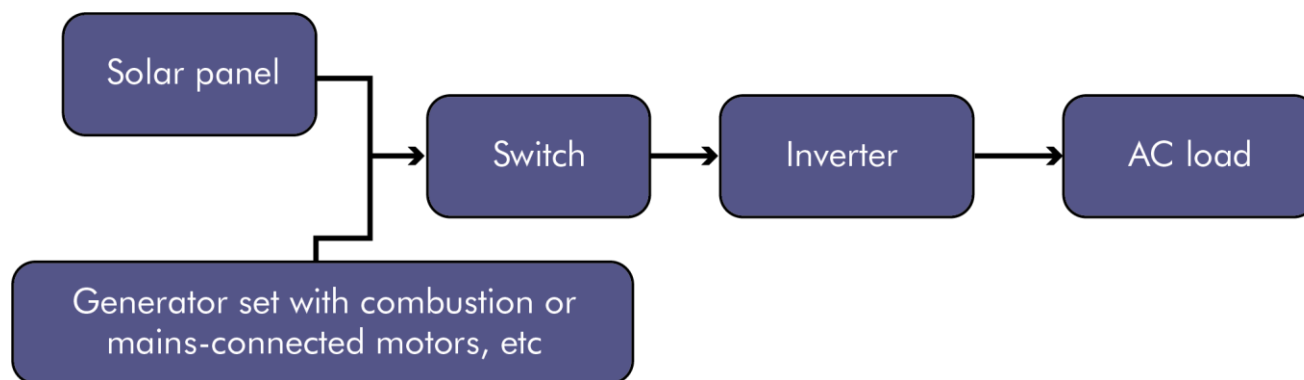 Solar panel
Switch
Inverter
AC load
Generator set with combustion or
mains-connected motors, etc